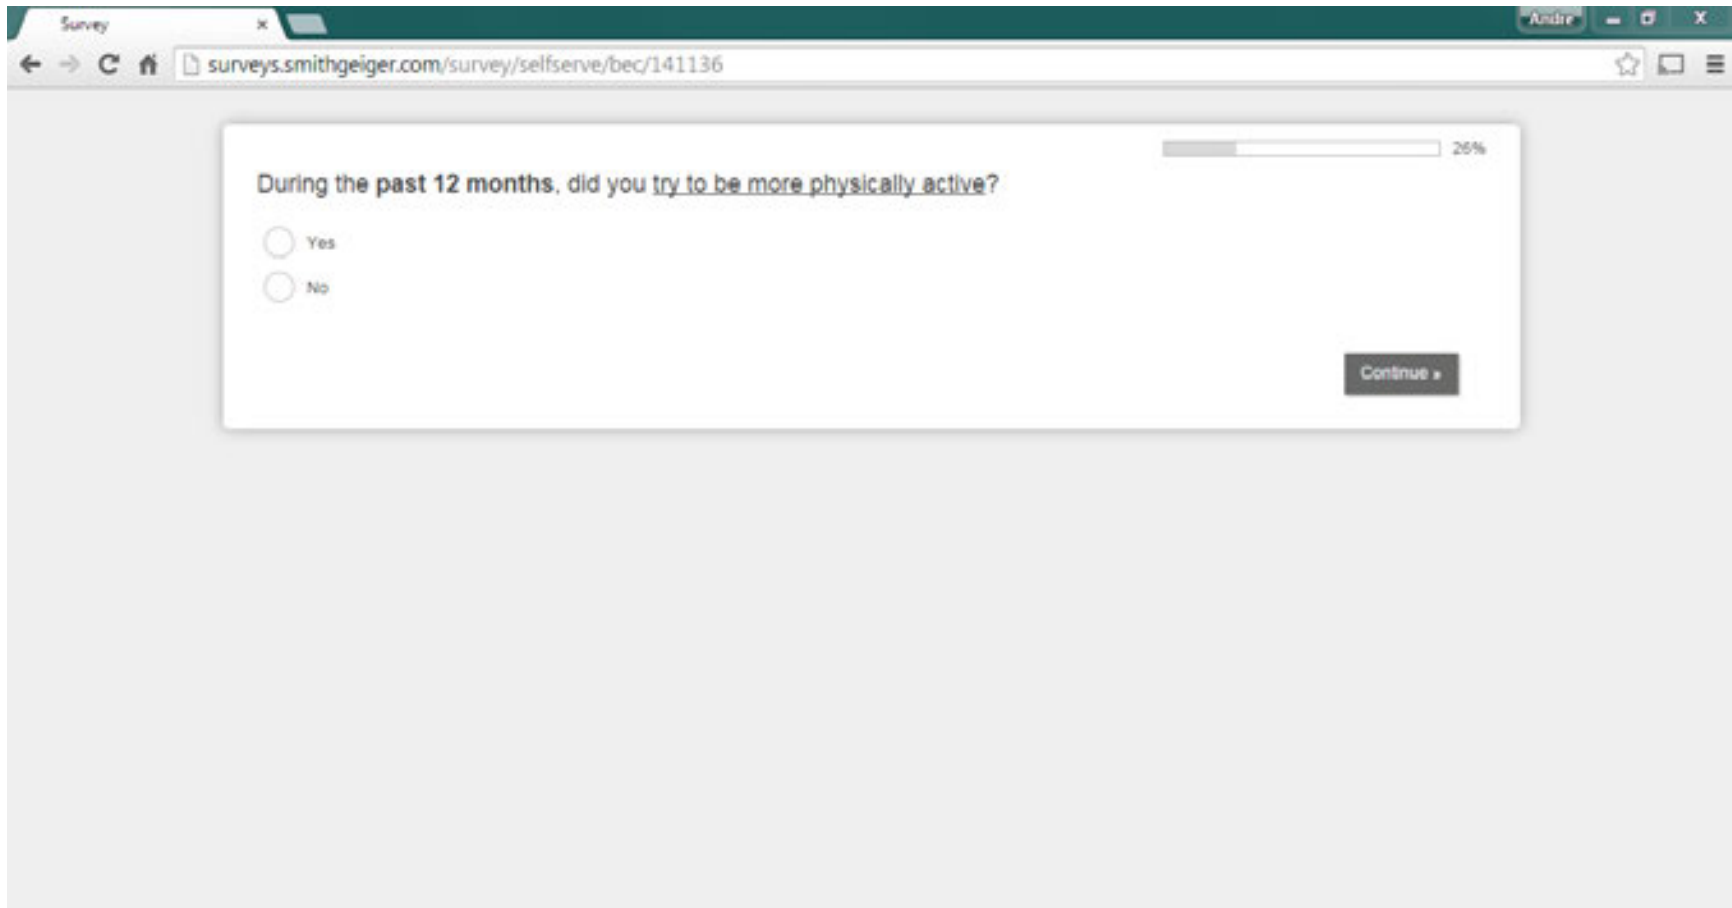 Survey
Andre
surveys.smithgeiger.com/survey/selfserve/bec/141136
26%
During the past 12 months, did you try to be more physically active?
Yes
No
Continue »